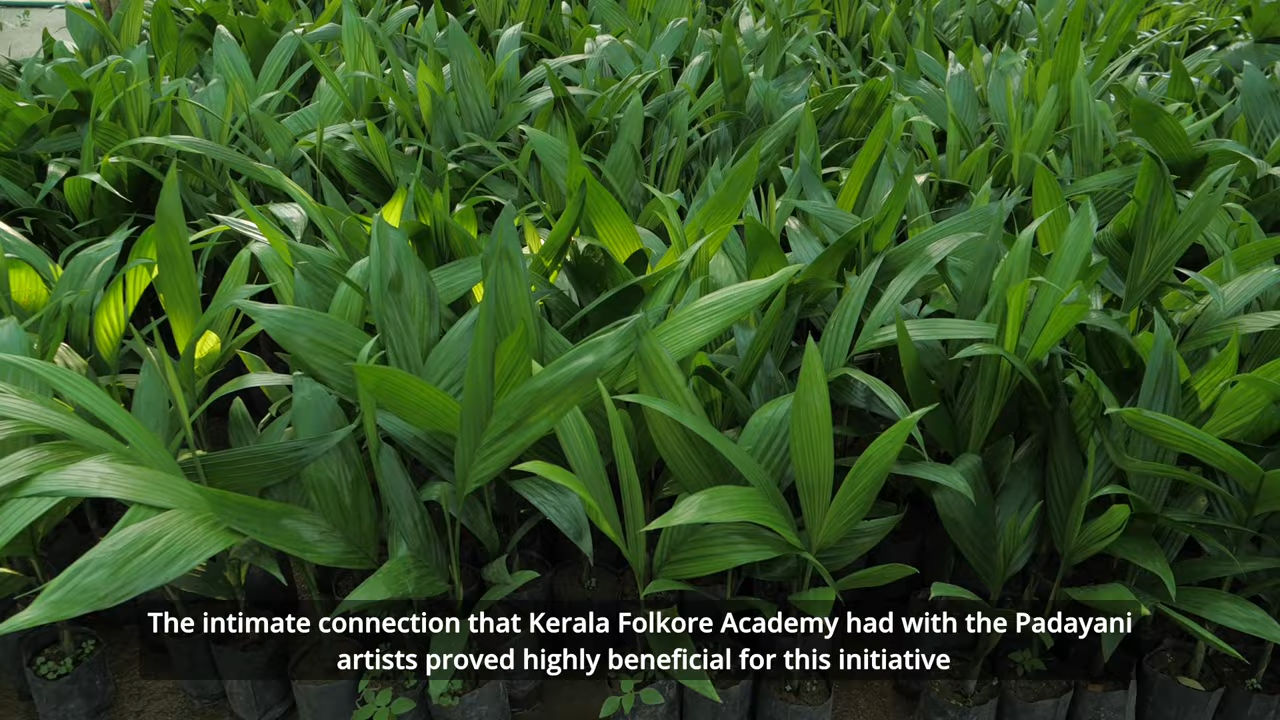 The intimate connection that Kerala Folkore Academy had with the Padayani
artists proved highly beneficial for this initiative